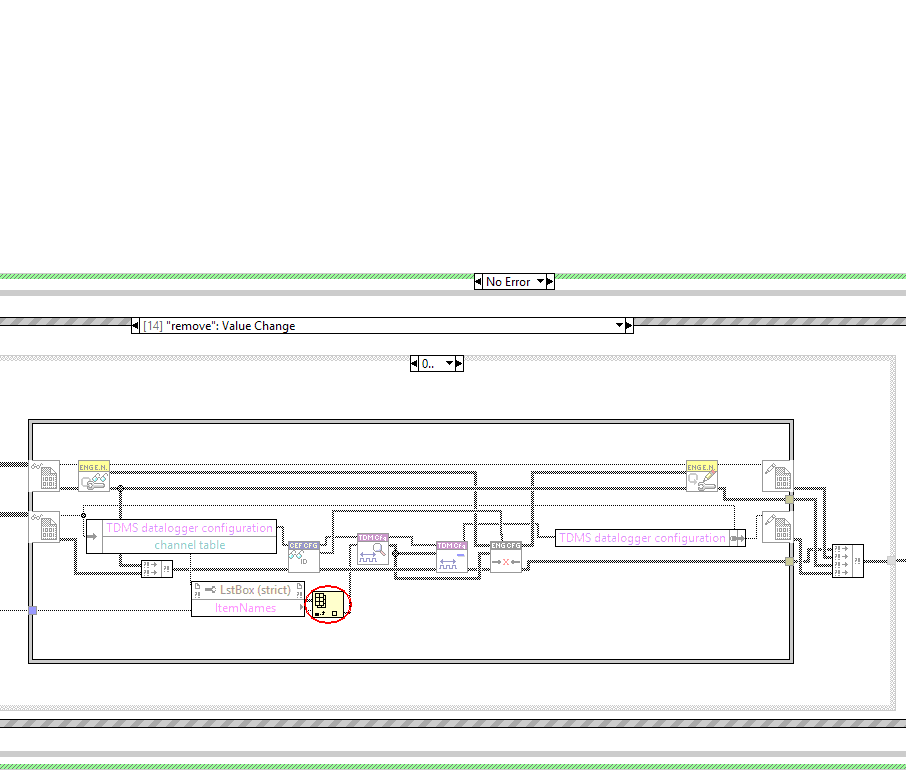 No Error
[14] "remove": Value Change
0..
ENGE.N.
ENGE.N.
TDMS datalogger configuration
channel table
TDMS datalogger configuration
ID
LstBox (strict)
ItemNames